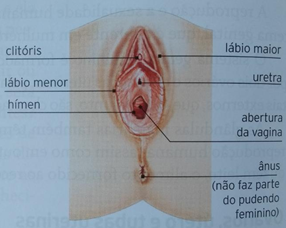 clitóris
lábio maior
lábio menor
uretra
hímen
abertura
da vagina
ânus
(não faz parte
do pudendo
feminino)